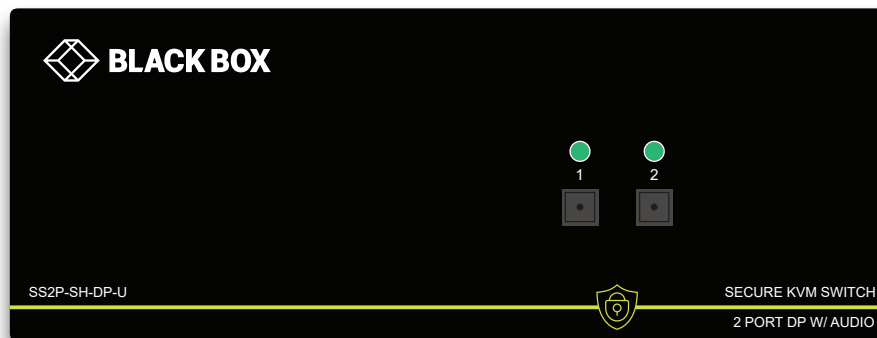 BLACK BOX
1 2
SS2P-SH-DP-U
SECURE KVM SWITCH
2 PORT DP W/ AUDIO